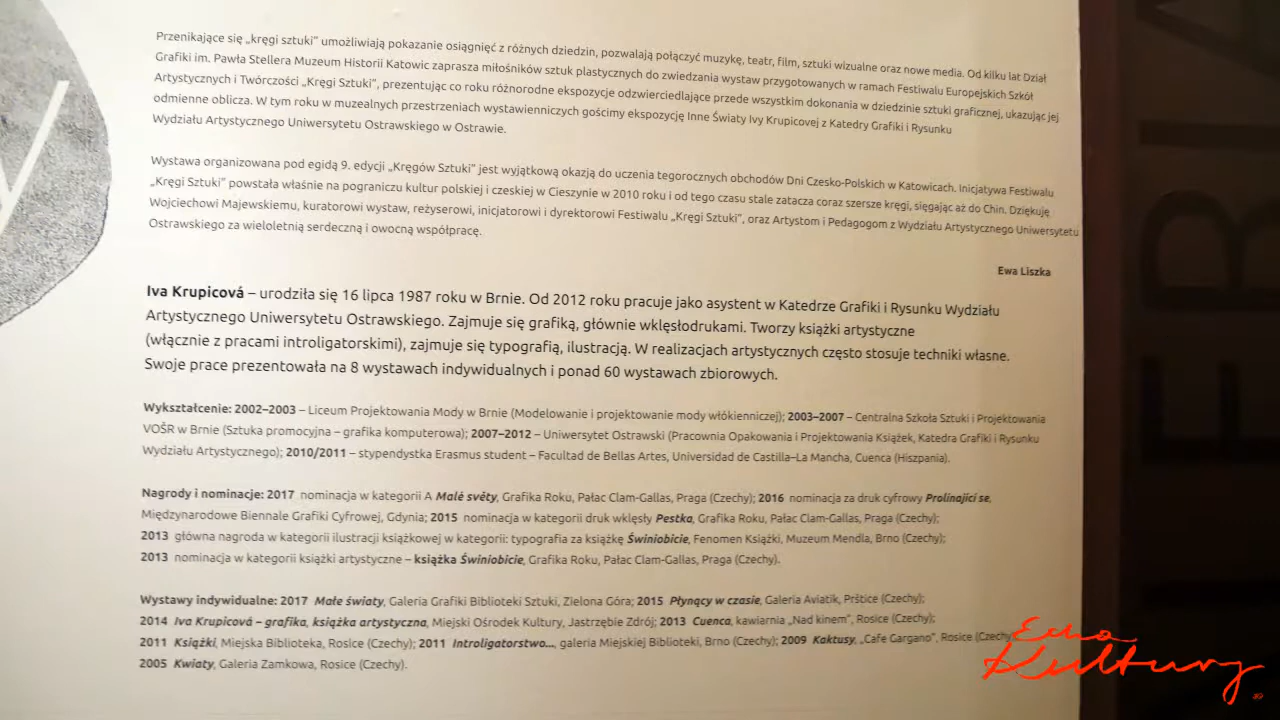 Przenikające się „kręgi sztuki” umożliwiają pokazanie osiągnięć z różnych dziedzin, pozwalają połączyć muzykę, teatr, film, sztuki wizualne oraz nowe media. Od kilku lat Dział
Grafiki im. Pawła Stellera Muzeum Historii Katowic zaprasza miłośników sztuk plastycznych do zwiedzania wystaw przygotowanych w ramach Festiwalu Europejskich Szkół
Artystycznych i Twórczości „Kręgi Sztuki”, prezentując co roku różnorodne ekspozycje odzwierciedlające przede wszystkim dokonania w dziedzinie sztuki graficznej, ukazując jej
odmienne oblicza. W tym roku w muzealnych przestrzeniach wystawienniczych gościmy ekspozycję Inne Światy Ivy Krupicovej z Katedry Grafiki i Rysunku
Wydziału Artystycznego Uniwersytetu Ostrawskiego w Ostrawie.
Wystawa organizowana pod egidą 9. edycji „Kręgów Sztuki” jest wyjątkową okazją do uczenia tegorocznych obchodów Dni Czesko-Polskich w Katowicach. Inicjatywa Festiwalu
„Kręgi Sztuki” powstała właśnie na pograniczu kultur polskiej i czeskiej w Cieszynie w 2010 roku i od tego czasu stale zatacza coraz szersze kręgi, sięgając aż do Chin. Dziękuję
Wojciechowi Majewskiemu, kuratorowi wystaw, reżyserowi, inicjatorowi i dyrektorowi Festiwalu „Kręgi Sztuki”, oraz Artystom i Pedagogom z Wydziału Artystycznego Uniwersytetu
Ostrawskiego za wieloletnią serdeczną i owocną współpracę.
Ewa Liszka
Iva Krupicová – urodziła się 16 lipca 1987 roku w Brnie. Od 2012 roku pracuje jako asystent w Katedrze Grafiki i Rysunku Wydziału
Artystycznego Uniwersytetu Ostrawskiego. Zajmuje się grafiką, głównie wklęsłodrukami. Tworzy książki artystyczne
(włącznie z pracami introligatorskimi), zajmuje się typografią, ilustracją. W realizacjach artystycznych często stosuje techniki własne.
Swoje prace prezentowała na 8 wystawach indywidualnych i ponad 60 wystawach zbiorowych.
Wykształcenie: 2002–2003 – Liceum Projektowania Mody w Brnie (Modelowanie i projektowanie mody włókienniczej); 2003–2007 – Centralna Szkoła Sztuki i Projektowania
VOŠR w Brnie (Sztuka promocyjna – grafika komputerowa); 2007–2012 – Uniwersytet Ostrawski (Pracownia Opakowania i Projektowania Książek, Katedra Grafiki i Rysunku
Wydziału Artystycznego); 2010/2011 – stypendystka Erasmus student – Facultad de Bellas Artes, Universidad de Castilla–La Mancha, Cuenca (Hiszpania).
Nagrody i nominacje: 2017 nominacja w kategorii A Malé světy, Grafika Roku, Pałac Clam-Gallas, Praga (Czechy); 2016 nominacja za druk cyfrowy Prolínající se,
Międzynarodowe Biennale Grafiki Cyfrowej, Gdynia; 2015 nominacja w kategorii druk wklęsły Pestka, Grafika Roku, Pałac Clam-Gallas, Praga (Czechy);
2013 główna nagroda w kategorii ilustracji książkowej w kategorii: typografia za książkę Świniobicie, Fenomen Książki, Muzeum Mendla, Brno (Czechy);
2013 nominacja w kategorii książki artystyczne – książka Świniobicie, Grafika Roku, Pałac Clam-Gallas, Praga (Czechy).
Wystawy indywidualne: 2017 Małe światy, Galeria Grafiki Biblioteki Sztuki, Zielona Góra; 2015 Płynący w czasie, Galeria Aviatik, Prštice (Czechy);
2014 Iva Krupicová – grafika, książka artystyczna, Miejski Ośrodek Kultury, Jastrzębie Zdrój; 2013 Cuenca, kawiarnia „Nad kinem”, Rosice (Czechy);
2011 Książki, Miejska Biblioteka, Rosice (Czechy); 2011 Introligatorstwo..., galeria Miejskiej Biblioteki, Brno (Czechy); 2009 Kaktusy, „Cafe Gargano”, Rosice (Czechy)
2005 Kwiaty, Galeria Zamkowa, Rosice (Czechy).
Echa
Kultury